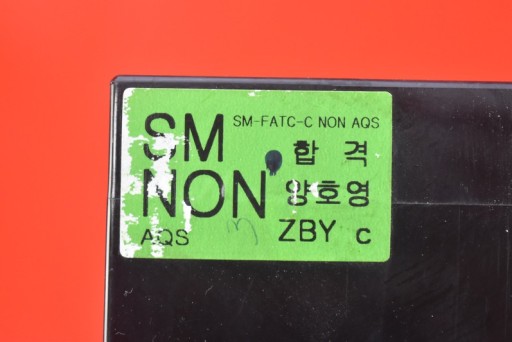 SM-FATC-C NON AQS
SM
합 격
NON
양호영
AQS
ZBY c